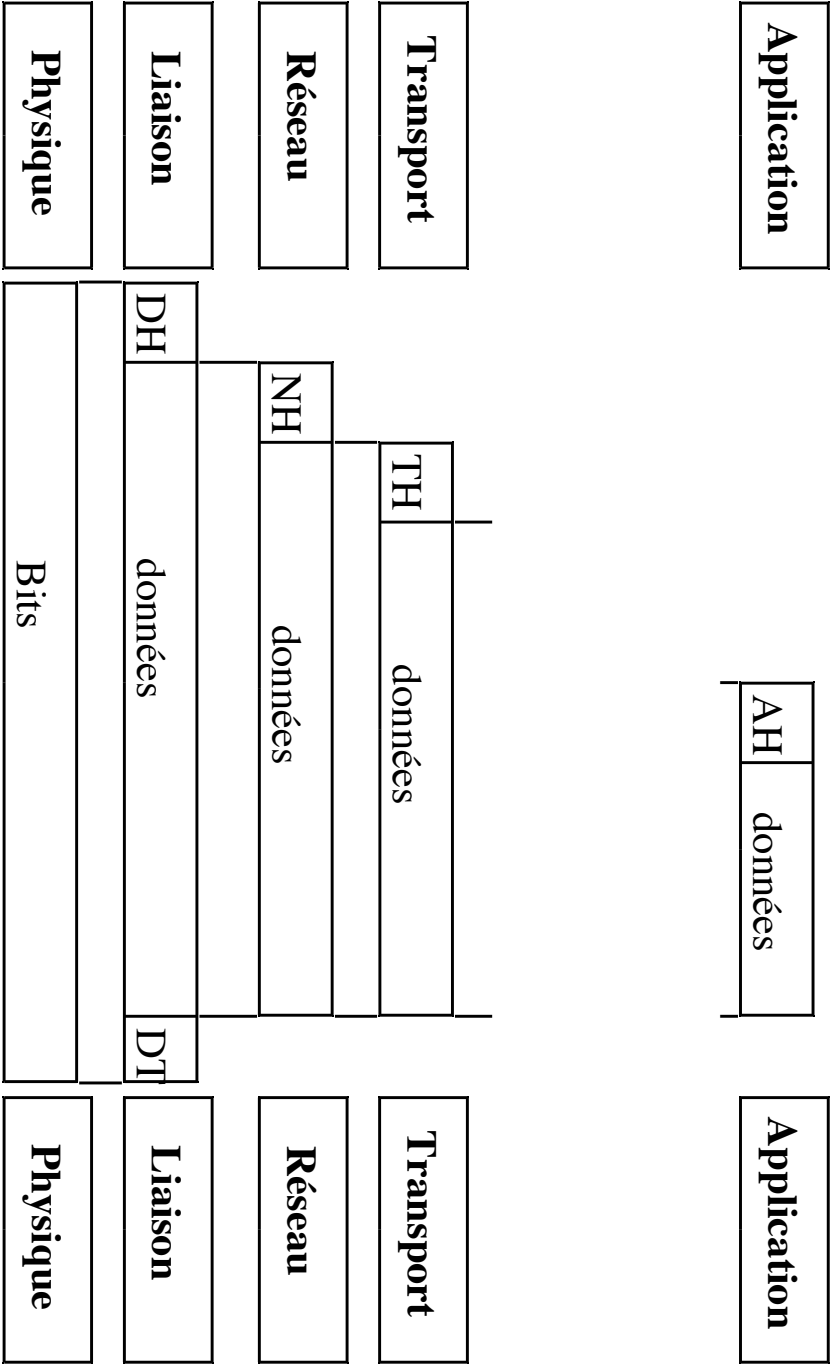 Application
AH
données
Application
Transport
TH
données
Transport
Réseau
NH
données
Réseau
Liaison
DH
données
DT
Liaison
Physique
Bits
Physique